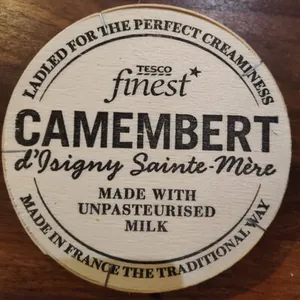 LADLED FOR THE PERFECT CREAMINESS
TESCO
finest*
CAMEMBERT
d'Isigny Sainte-Mère
MADE WITH
UNPASTEURISED
MILK
MADE IN FRANCE THE TRADITIONAL WAY